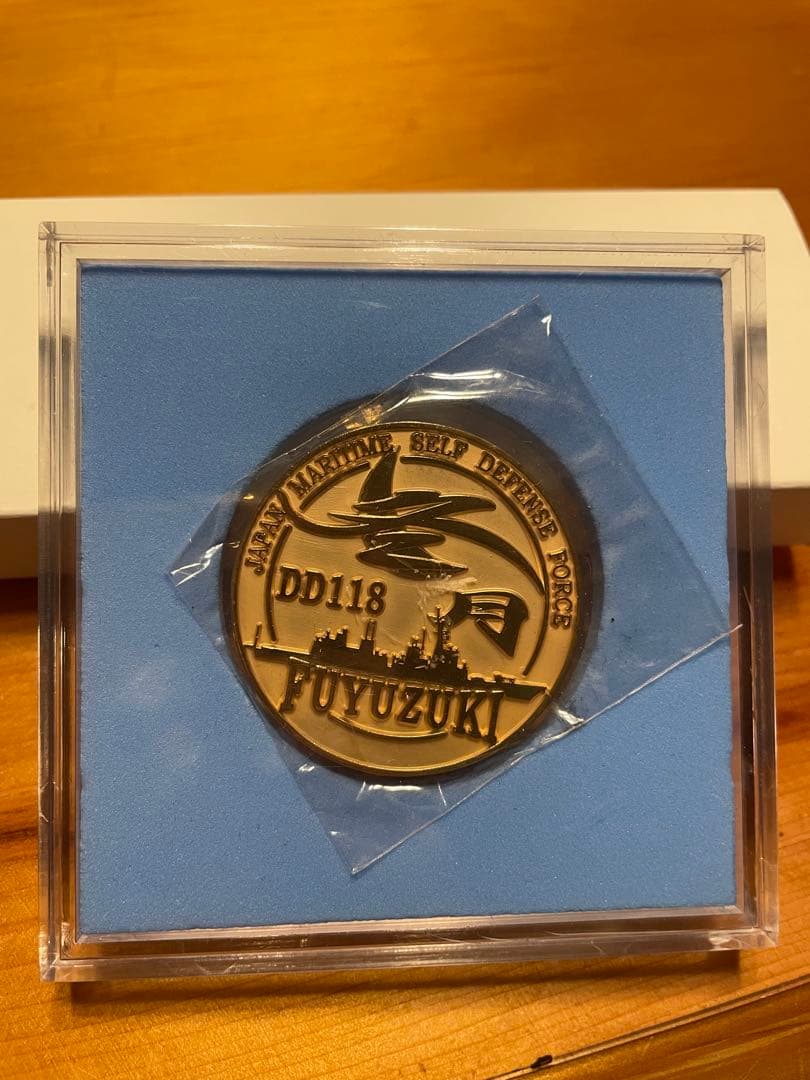 JAPAN MARITIME SELF DEFENSE FORCE
冬月
DD118
FUYUZUKI